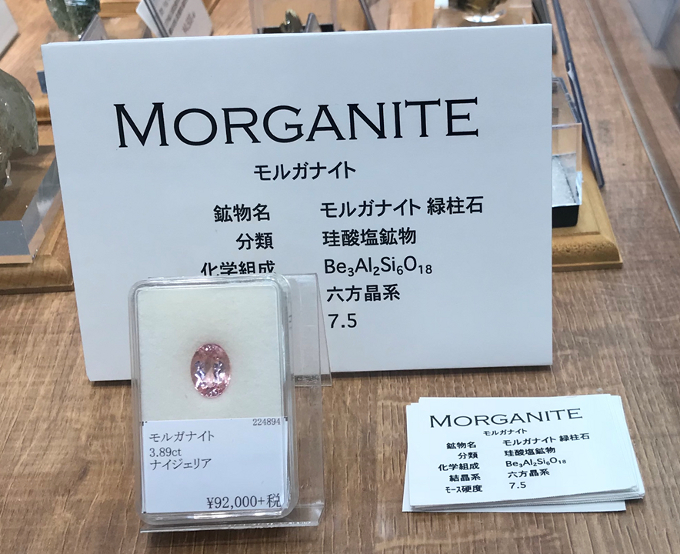 MORGANITE
モルガナイト
鉱物名 モルガナイト 緑柱石
分類 珪酸塩鉱物
化学組成 Be₃Al₂Si₆O₁₈
六方晶系
7.5
224894
モルガナイト
3.89ct
ナイジェリア
¥92,000+税
MORGANITE
モルガナイト
鉱物名 モルガナイト 緑柱石
分類 珪酸塩鉱物
化学組成 Be₃Al₂Si₆O₁₈
結晶系 六方晶系
モース硬度 7.5